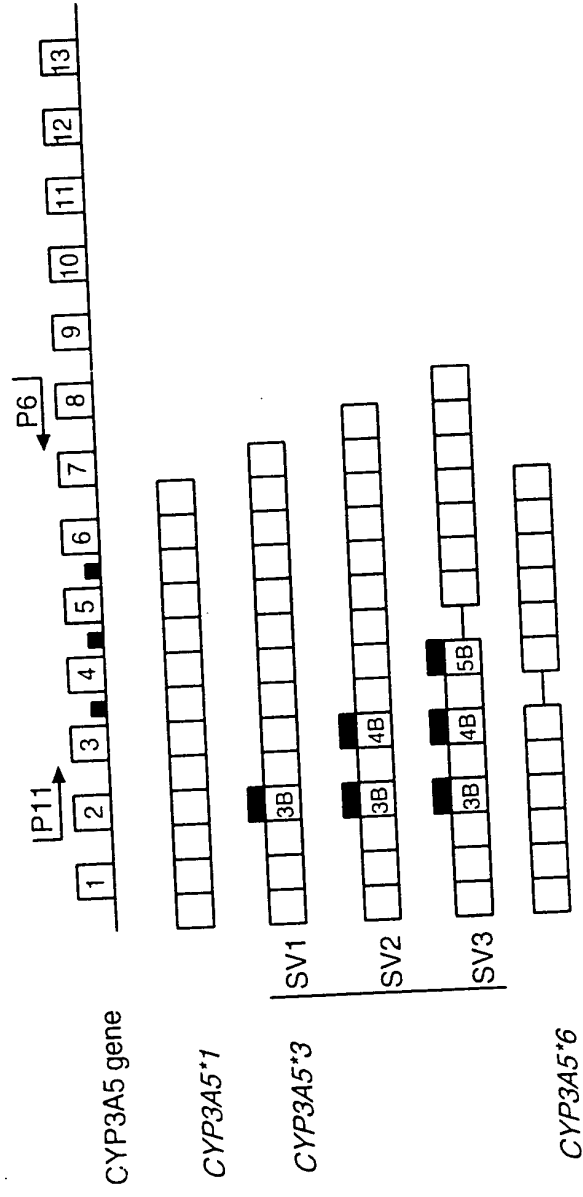 P11
P6
CYP3A5 gene
1 2 3 4 5 6 7 8 9 10 11 12 13
CYP3A5*1
CYP3A5*3
SV1
3B
SV2
3B 4B
SV3
3B 4B 5B
CYP3A5*6